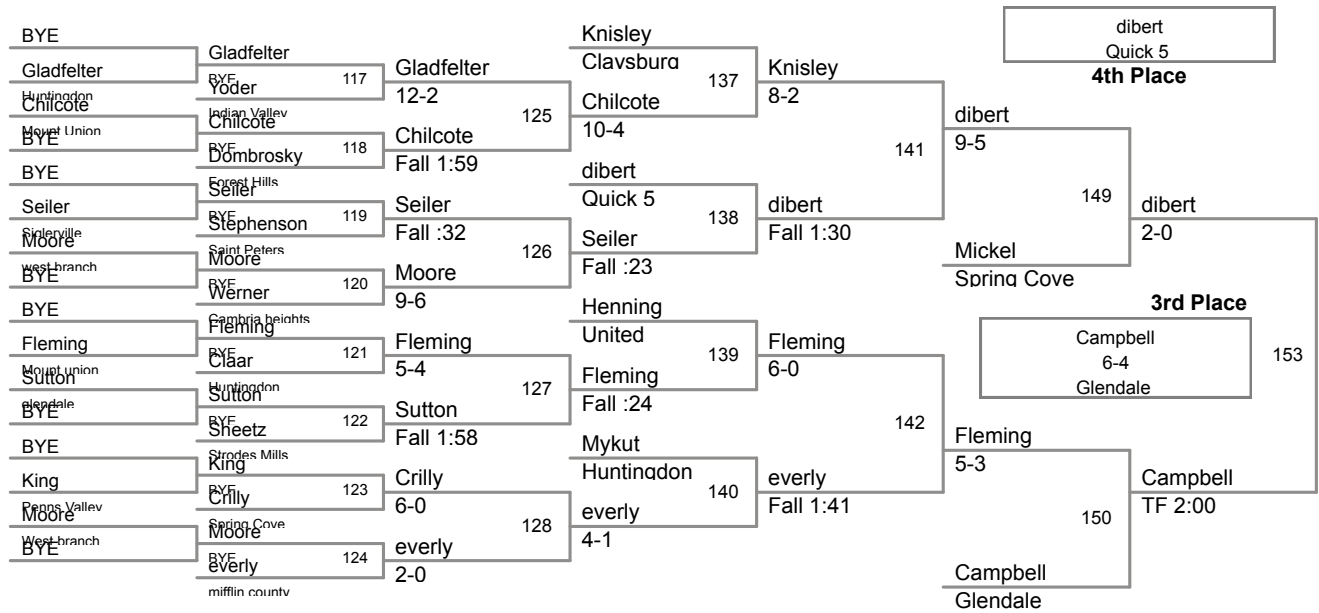 BYE
Gladfelter
Huntingdon
Chilcote
Mount Union
BYE
BYE
Seiler
Siglerville
Moore
west branch
BYE
BYE
Fleming
Mount union
Sutton
glendale
BYE
BYE
King
Penns Valley
Moore
West branch
BYE
Gladfelter
BYE
117
Yoder
Indian Valley
Chilcote
BYE
118
Dombrosky
Forest Hills
Seiler
BYE
119
Stephenson
Saint Peters
Moore
BYE
120
Werner
Cambria heights
Fleming
BYE
121
Claar
Huntingdon
Sutton
BYE
122
Sheetz
Strodes Mills
King
BYE
123
Crilly
Spring Cove
Moore
BYE
124
everly
mifflin county
Gladfelter
12-2
125
Chilcote
Fall 1:59
Seiler
Fall :32
126
Moore
9-6
Fleming
5-4
127
Sutton
Fall 1:58
Crilly
6-0
128
everly
2-0
Knisley
Claysburg
137
Chilcote
10-4
dibert
Quick 5
138
Seiler
Fall :23
Henning
United
139
Fleming
Fall :24
Mykut
Huntingdon
140
everly
4-1
Knisley
8-2
141
dibert
Fall 1:30
Fleming
6-0
142
everly
Fall 1:41
dibert
9-5
149
Mickel
Spring Cove
Fleming
5-3
150
Campbell
Glendale
dibert
2-0
153
Campbell
TF 2:00
dibert
Quick 5
4th Place
3rd Place
Campbell
6-4
Glendale